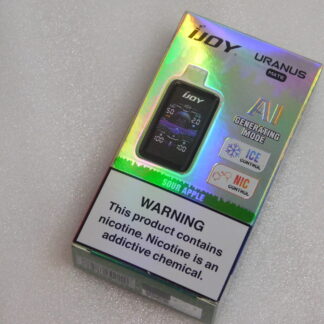 iJOY
URANUS
MATE
iJOY
AI
GENERATING
MODE
ICE
CONTROL
NIC
CONTROL
SOUR APPLE
WARNING
This product contains
nicotine. Nicotine is an
addictive chemical.